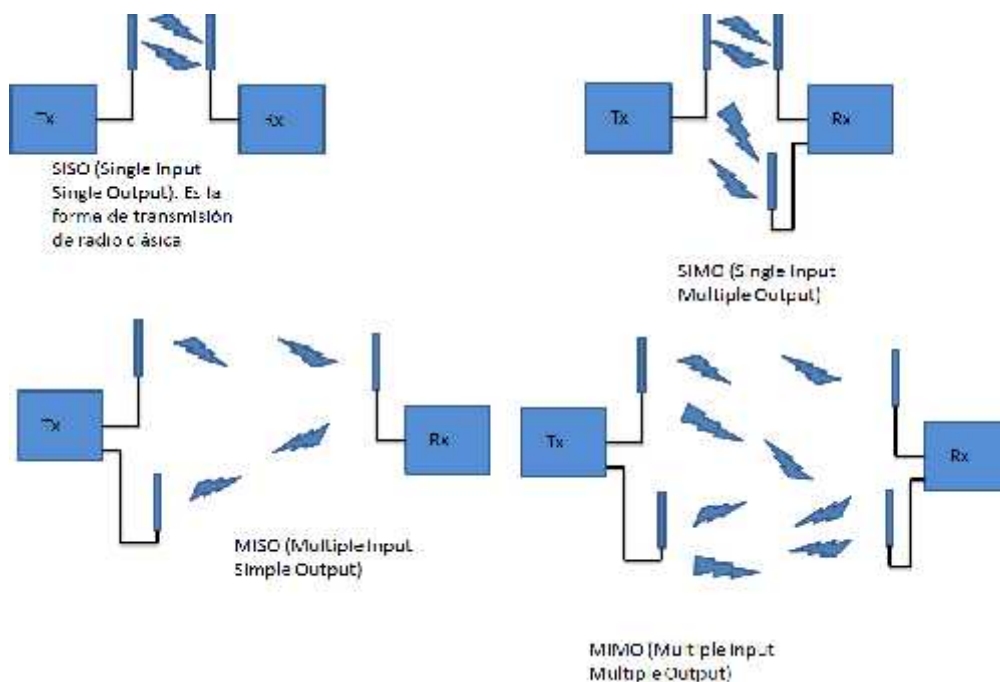 Tx
Rx
SISO (Single Input
Single Output). Es la
forma de transmisión
de radio clásica
Tx
Rx
SIMO (Single Input
Multiple Output)
Tx
Rx
MISO (Multiple Input
Simple Output)
Tx
Rx
MIMO (Multiple Input
Multiple Output)